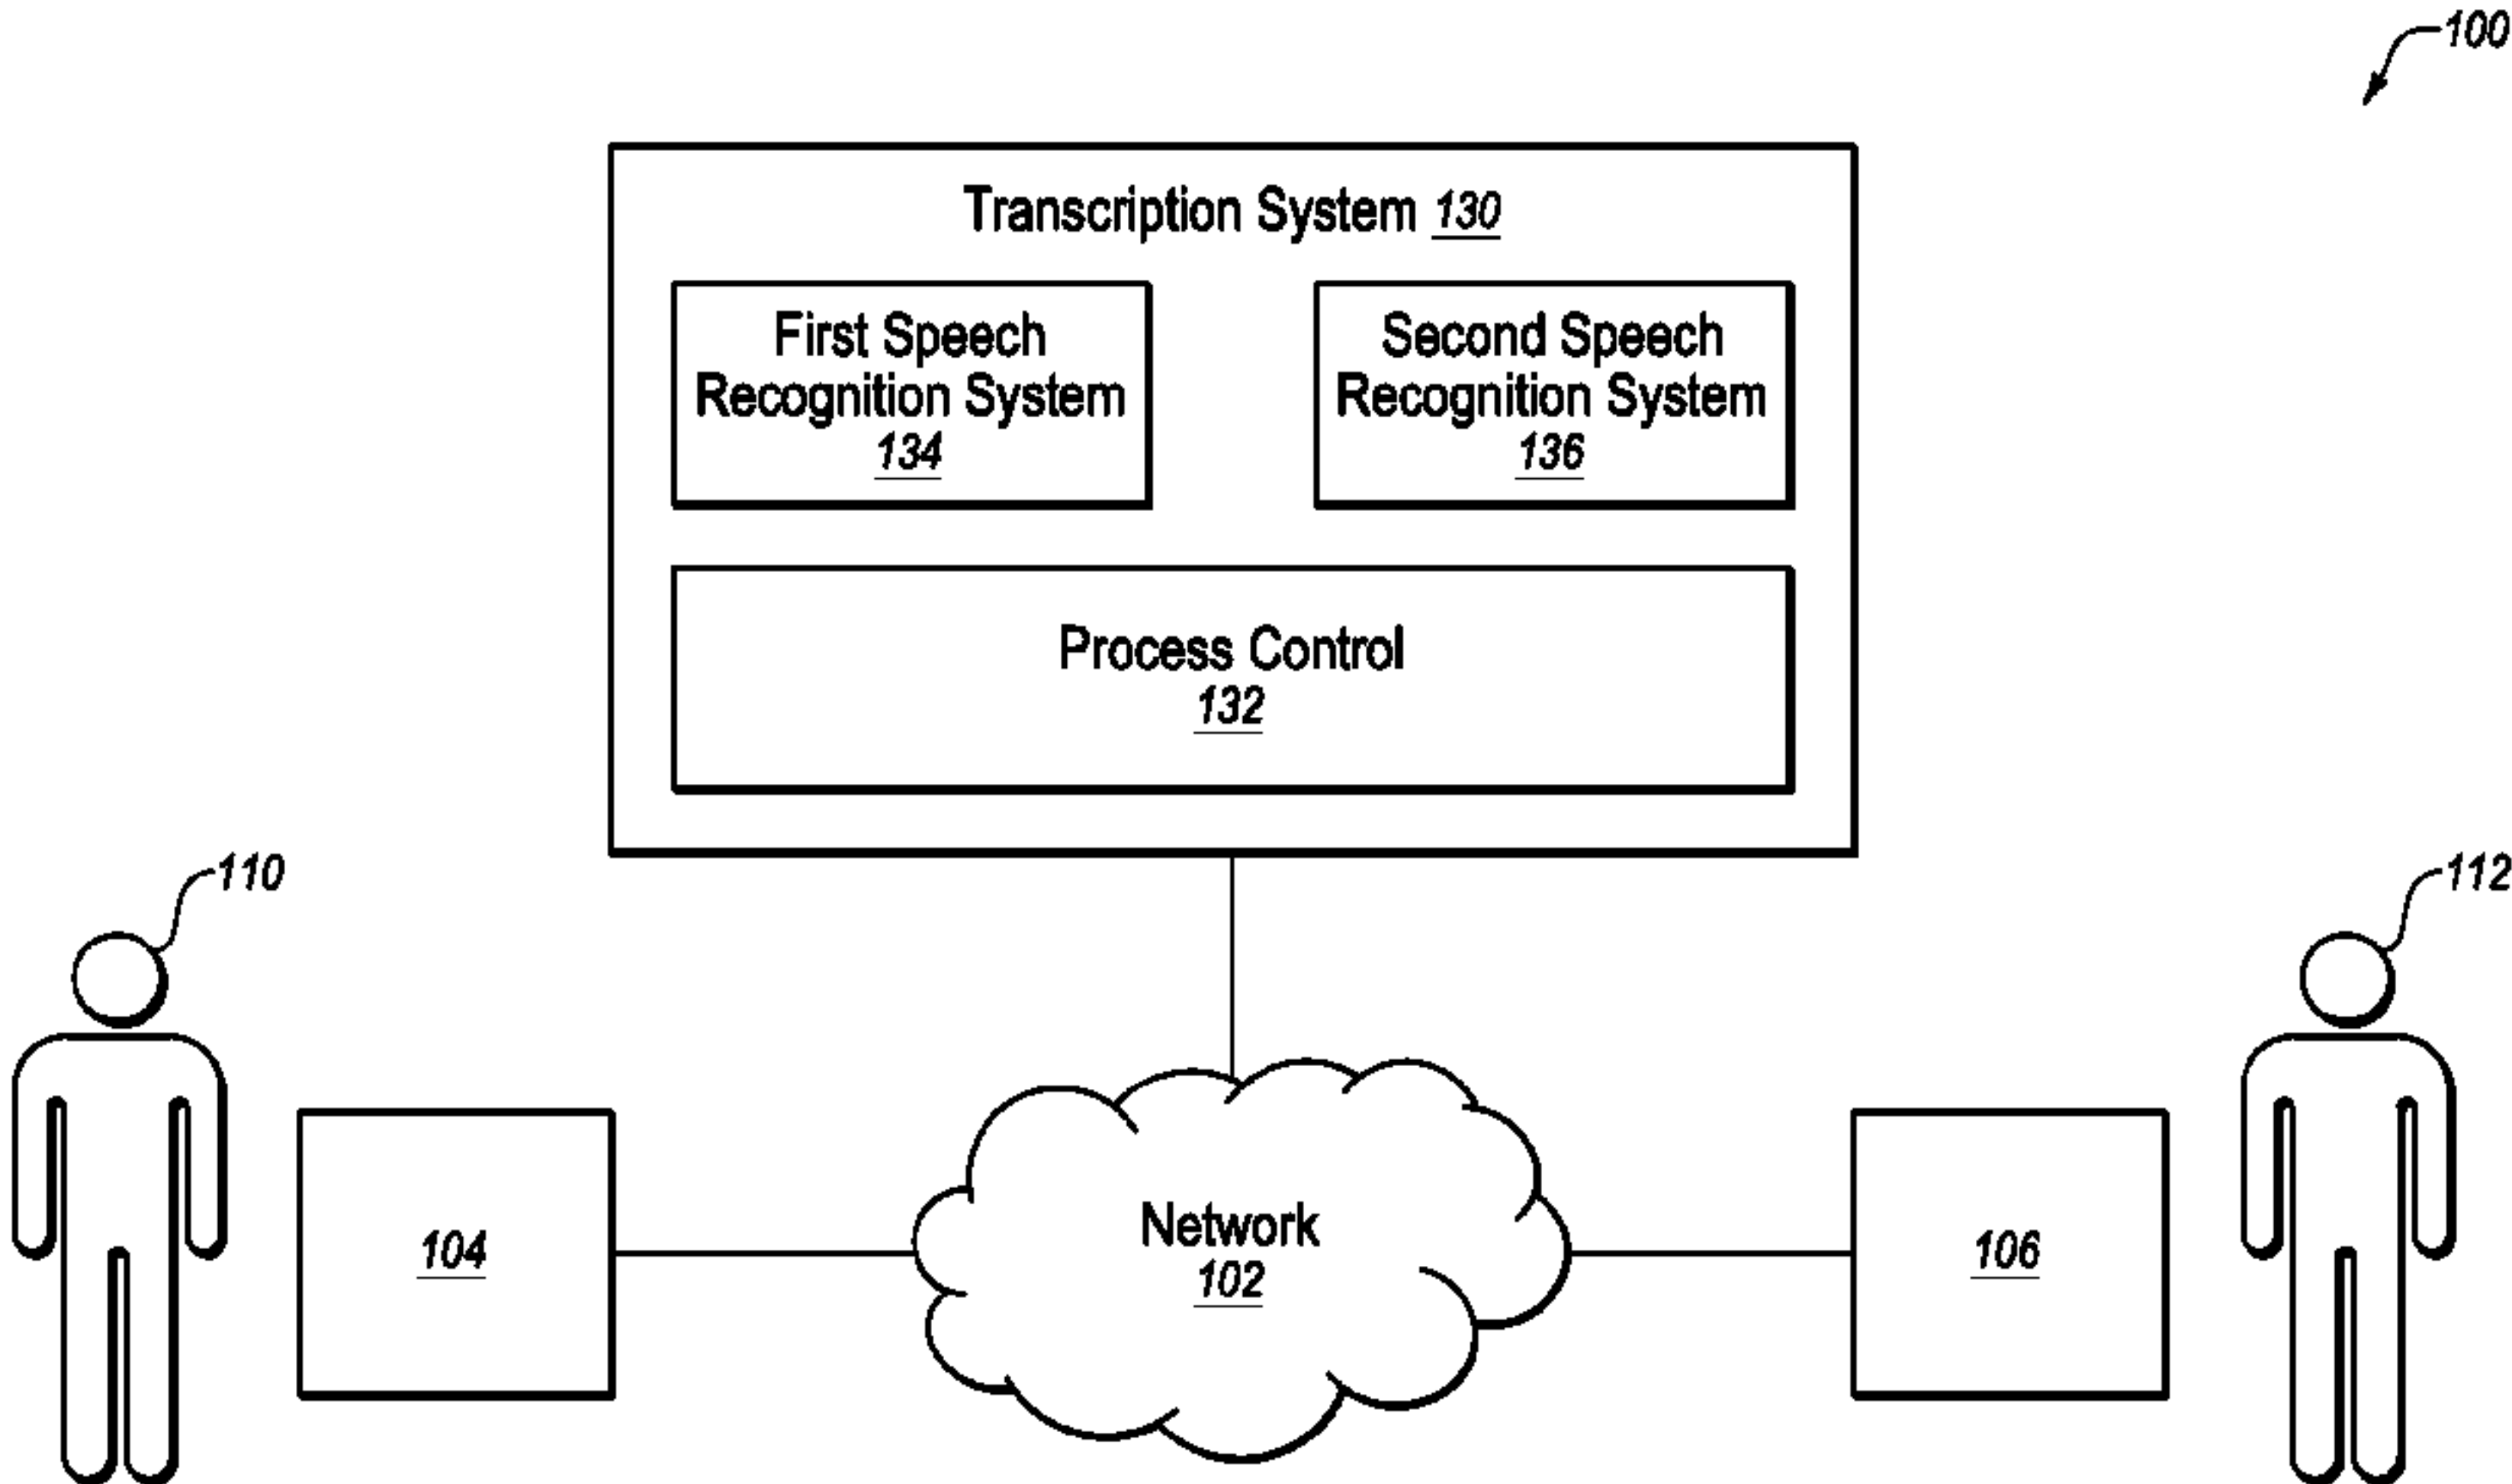 100
Transcription System 130
First Speech
Recognition System
134
Second Speech
Recognition System
136
Process Control
132
110
112
104
Network
102
106